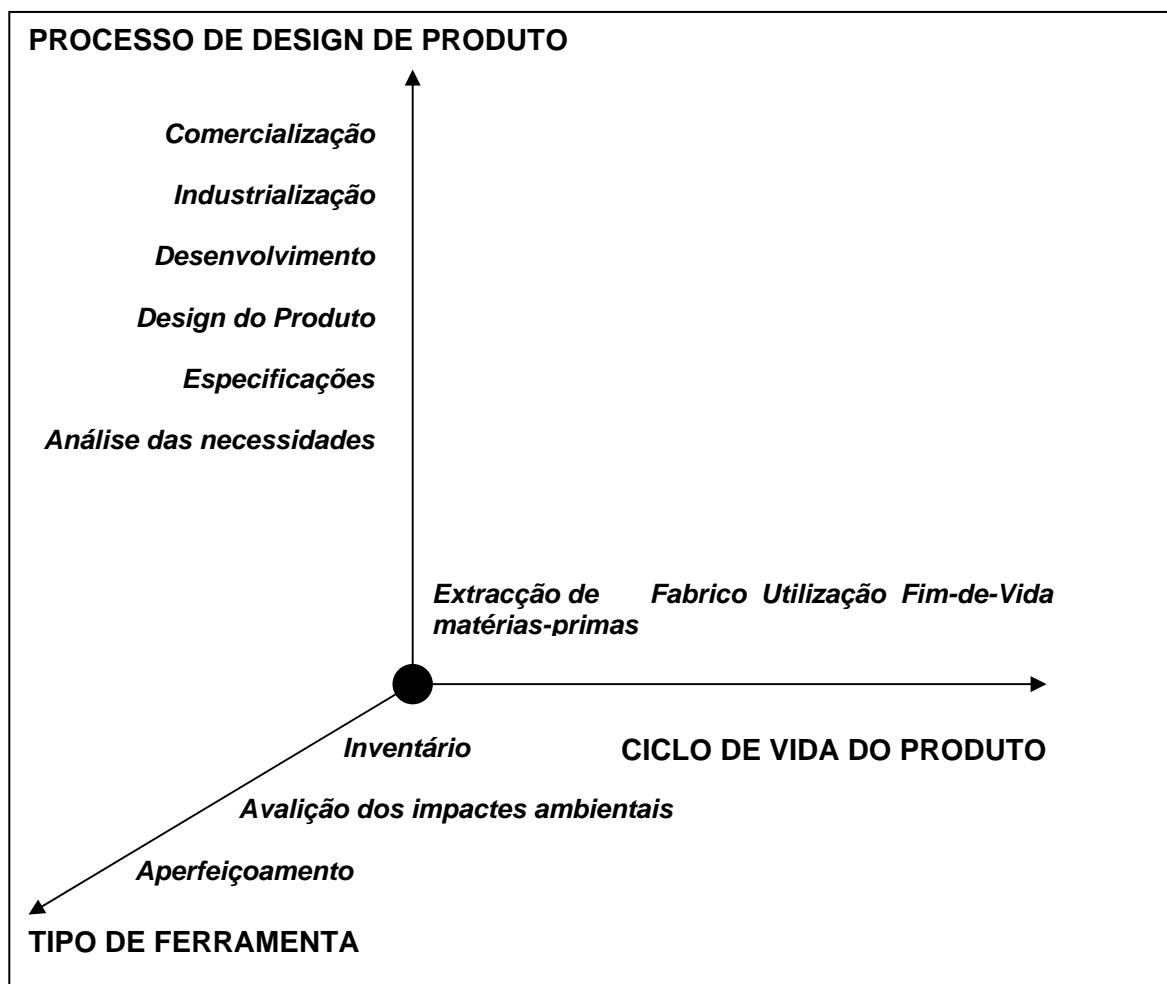 PROCESSO DE DESIGN DE PRODUTO
Comercialização
Industrialização
Desenvolvimento
Design do Produto
Especificações
Análise das necessidades
Extracção de Fabrico Utilização Fim-de-Vida
matérias-primas
Inventário
CICLO DE VIDA DO PRODUTO
Avalição dos impactes ambientais
Aperfeiçoamento
TIPO DE FERRAMENTA